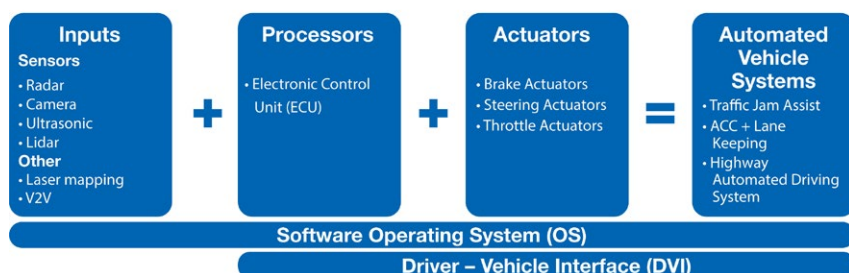 Inputs
Sensors
• Radar
• Camera
• Ultrasonic
• Lidar
Other
• Laser mapping
• V2V
+
Processors
• Electronic Control
Unit (ECU)
+
Actuators
• Brake Actuators
• Steering Actuators
• Throttle Actuators
=
Automated
Vehicle
Systems
• Traffic Jam Assist
• ACC + Lane
Keeping
• Highway
Automated Driving
System
Software Operating System (OS)
Driver – Vehicle Interface (DVI)